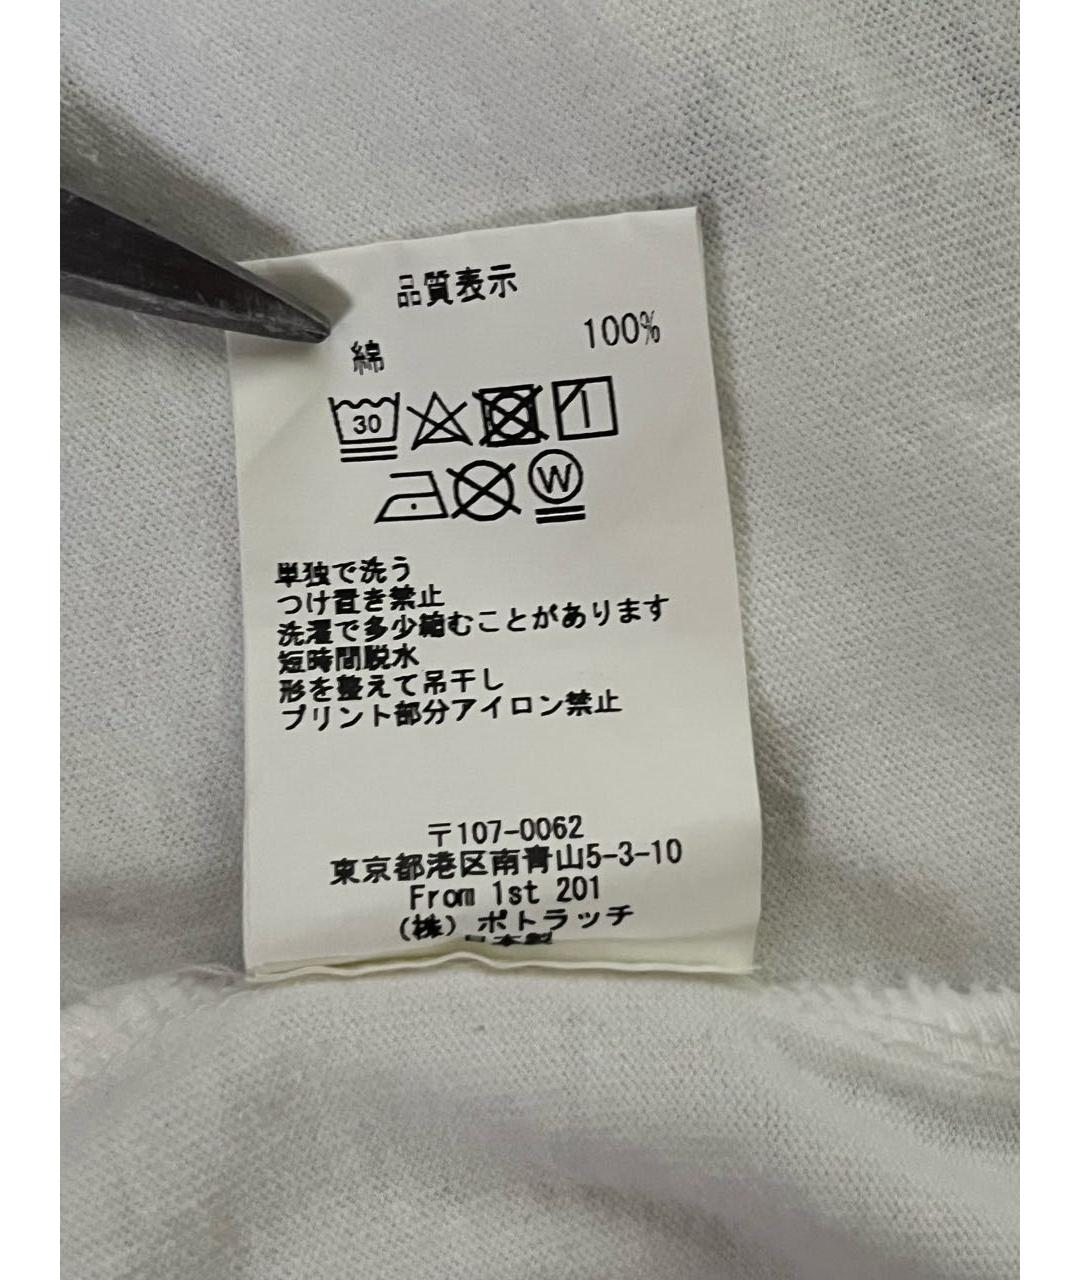 品質表示
綿 100%
30
W
単独で洗う
つけ置き禁止
洗濯で多少縮むことがあります
短時間脱水
形を整えて吊干し
プリント部分アイロン禁止
〒107-0062
東京都港区南青山5-3-10
From 1st 201
(株) ポトラッチ
日本製